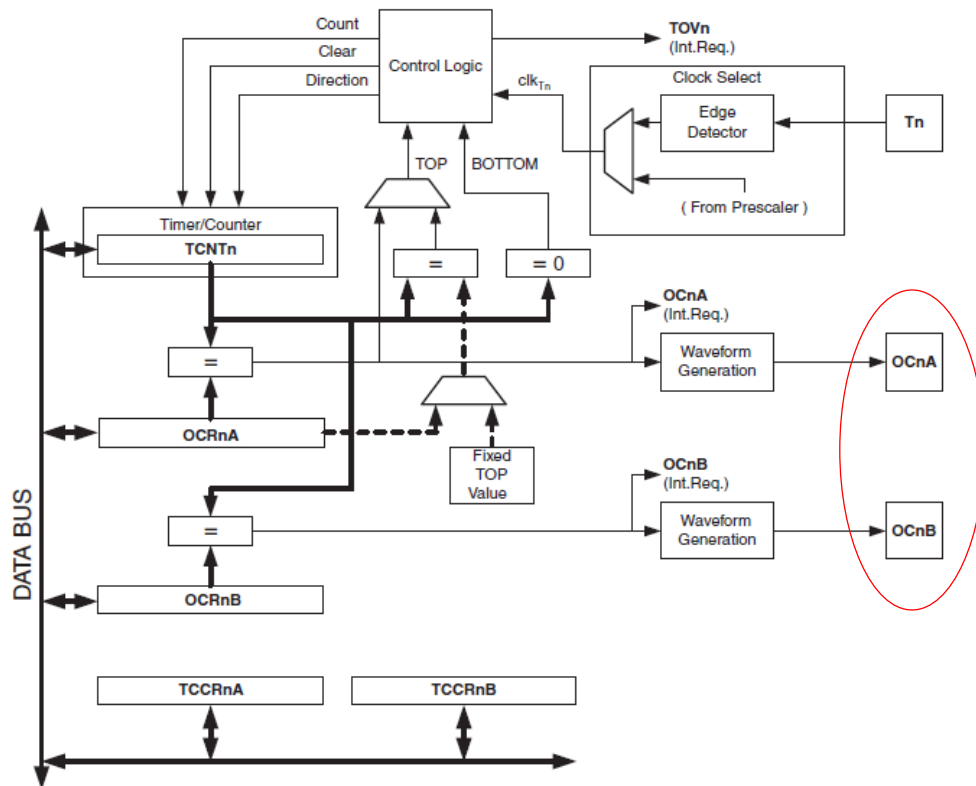 Count
Clear
Direction
Control Logic
TOVn
(Int.Req.)
clkTn
Clock Select
Edge
Detector
Tn
( From Prescaler )
TOP
BOTTOM
Timer/Counter
TCNTn
=
= 0
OCnA
(Int.Req.)
=
Waveform
Generation
OCnA
OCRnA
Fixed
TOP
Value
OCnB
(Int.Req.)
=
Waveform
Generation
OCnB
OCRnB
DATA BUS
TCCRnA
TCCRnB